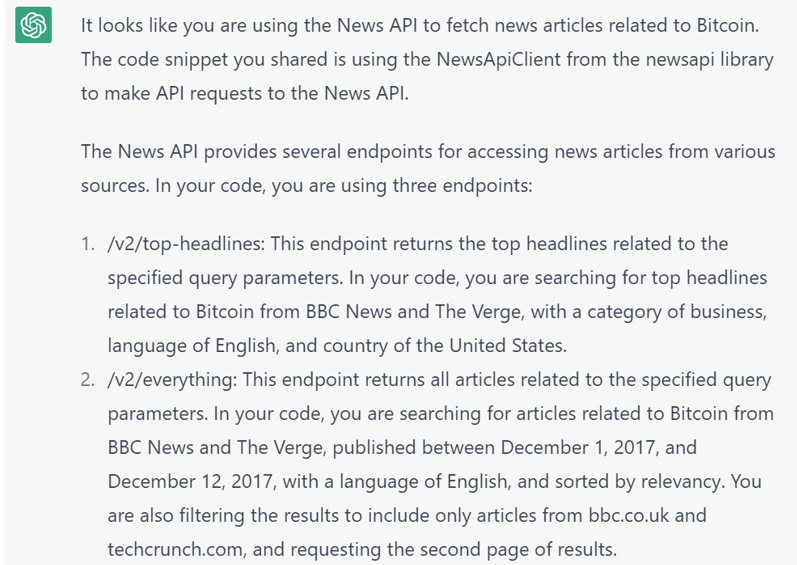 It looks like you are using the News API to fetch news articles related to Bitcoin.
The code snippet you shared is using the NewsApiClient from the newsapi library
to make API requests to the News API.
The News API provides several endpoints for accessing news articles from various
sources. In your code, you are using three endpoints:
1. /v2/top-headlines: This endpoint returns the top headlines related to the
specified query parameters. In your code, you are searching for top headlines
related to Bitcoin from BBC News and The Verge, with a category of business,
language of English, and country of the United States.
2. /v2/everything: This endpoint returns all articles related to the specified query
parameters. In your code, you are searching for articles related to Bitcoin from
BBC News and The Verge, published between December 1, 2017, and
December 12, 2017, with a language of English, and sorted by relevancy. You
are also filtering the results to include only articles from bbc.co.uk and
techcrunch.com, and requesting the second page of results.